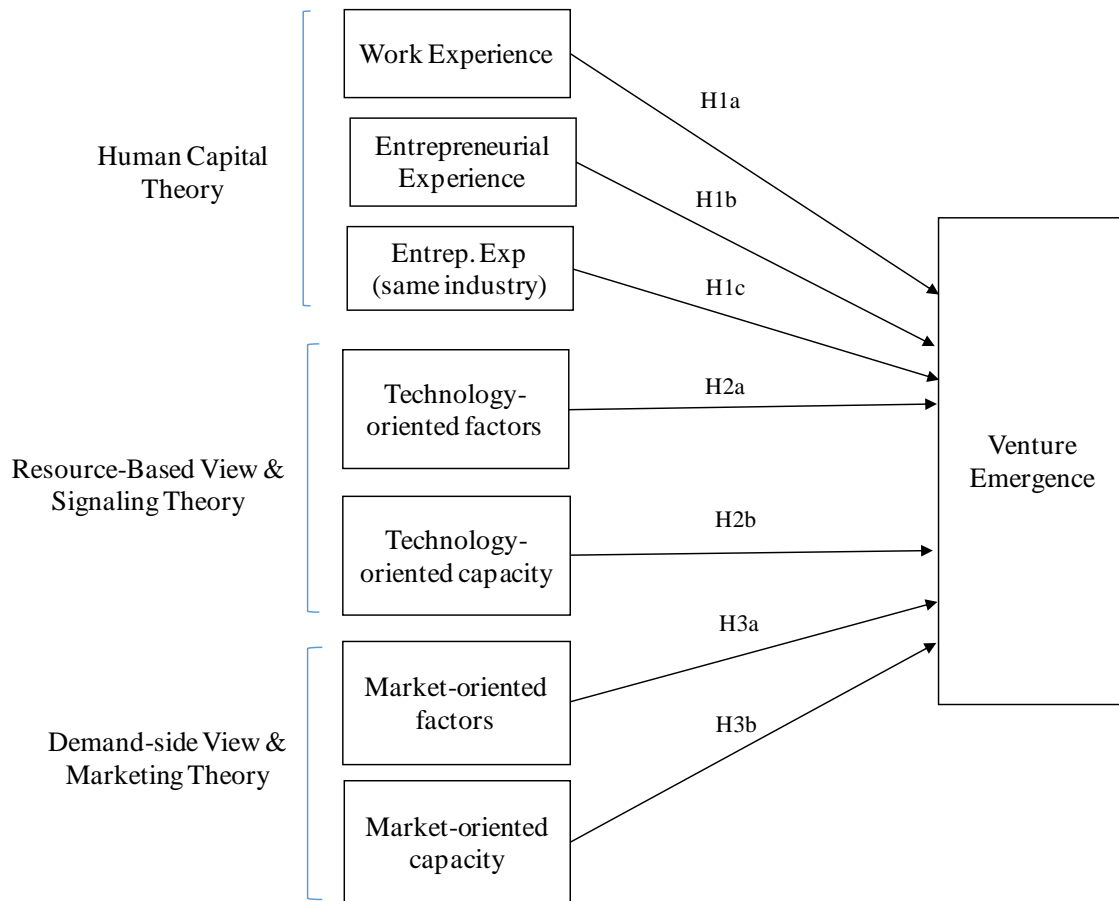 Human Capital
Theory
Work Experience
Entrepreneurial
Experience
Entrep. Exp
(same industry)
H1a
H1b
H1c
Resource-Based View &
Signaling Theory
Technology-
oriented factors
Technology-
oriented capacity
H2a
H2b
Demand-side View &
Marketing Theory
Market-oriented
factors
Market-oriented
capacity
H3a
H3b
Venture
Emergence